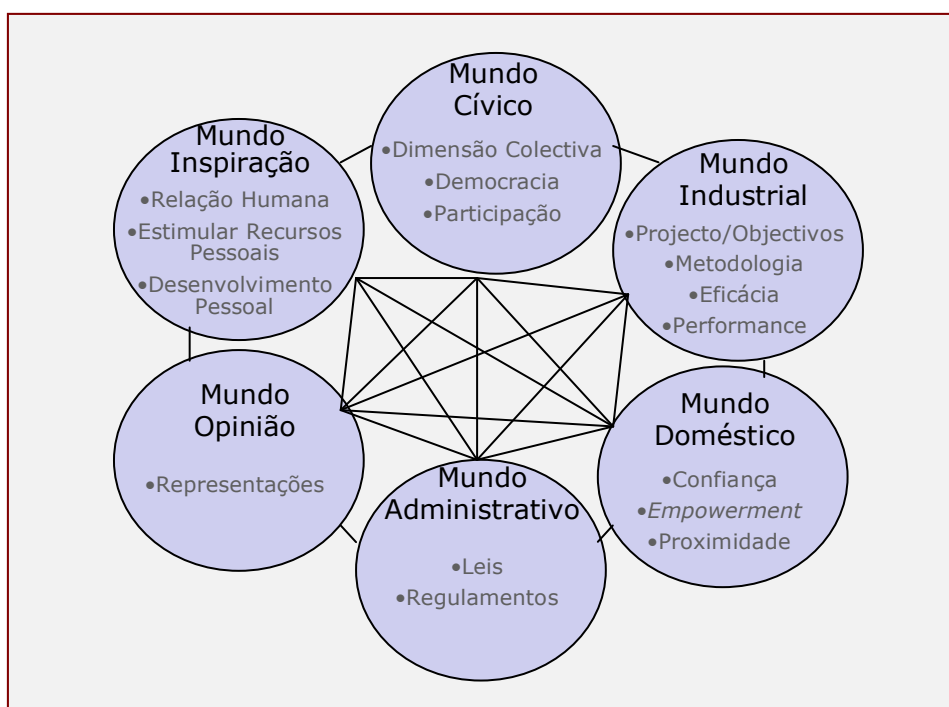 Mundo
Cívico
•Dimensão Colectiva
•Democracia
•Participação
Mundo
Inspiração
•Relação Humana
•Estimular Recursos
Pessoais
•Desenvolvimento
Pessoal
Mundo
Industrial
•Projecto/Objectivos
•Metodologia
•Eficácia
•Performance
Mundo
Opinião
•Representações
Mundo
Doméstico
•Confiança
•Empowerment
•Proximidade
Mundo
Administrativo
•Leis
•Regulamentos